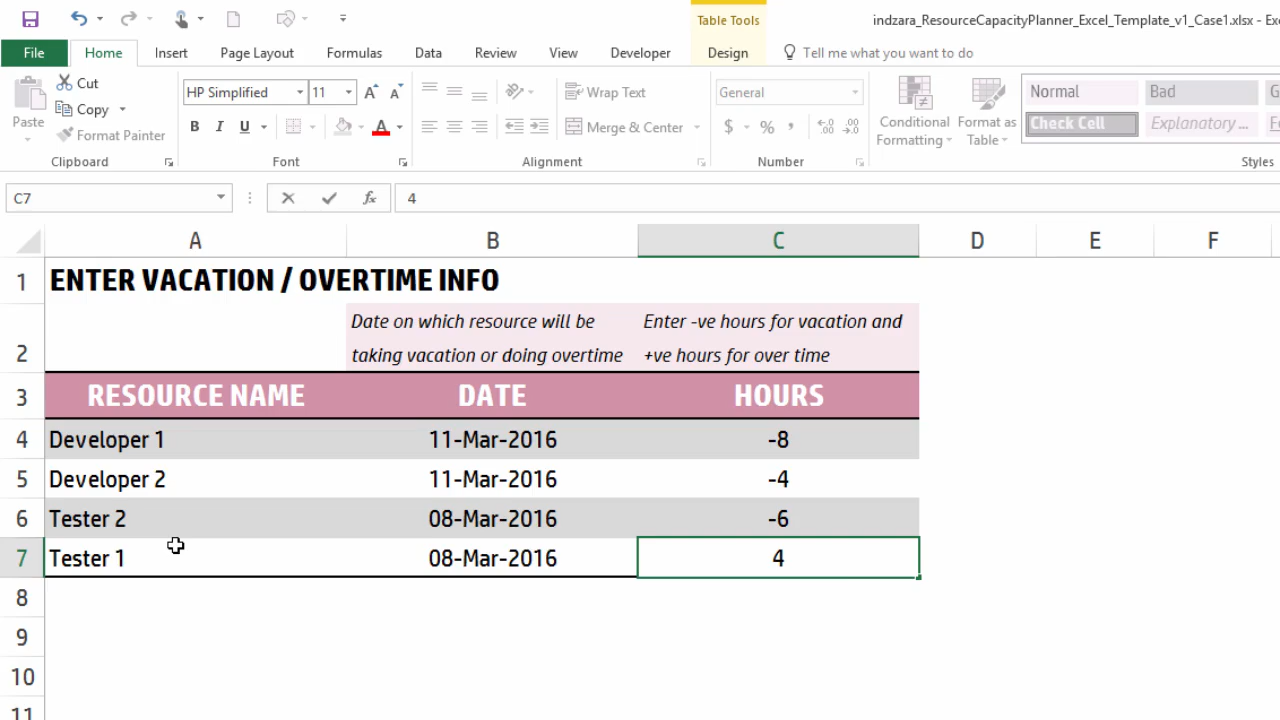 Table Tools
indzara_ResourceCapacityPlanner_Excel_Template_v1_Case1.xlsx - Exc
File Home Insert Page Layout Formulas Data Review View Developer Design Tell me what you want to do
Paste
Cut
Copy
Format Painter
Clipboard
HP Simplified 11
B I U
Font
Wrap Text
Merge & Center
Alignment
General
$ % ,
Number
Conditional Formatting
Format as Table
Normal Bad
Check Cell Explanatory ...
Styles
C7 fx 4
A B C D E F
1 ENTER VACATION / OVERTIME INFO
Date on which resource will be Enter -ve hours for vacation and
2 taking vacation or doing overtime +ve hours for over time
3 RESOURCE NAME DATE HOURS
4 Developer 1 11-Mar-2016 -8
5 Developer 2 11-Mar-2016 -4
6 Tester 2 08-Mar-2016 -6
7 Tester 1 08-Mar-2016 4
8
9
10
11